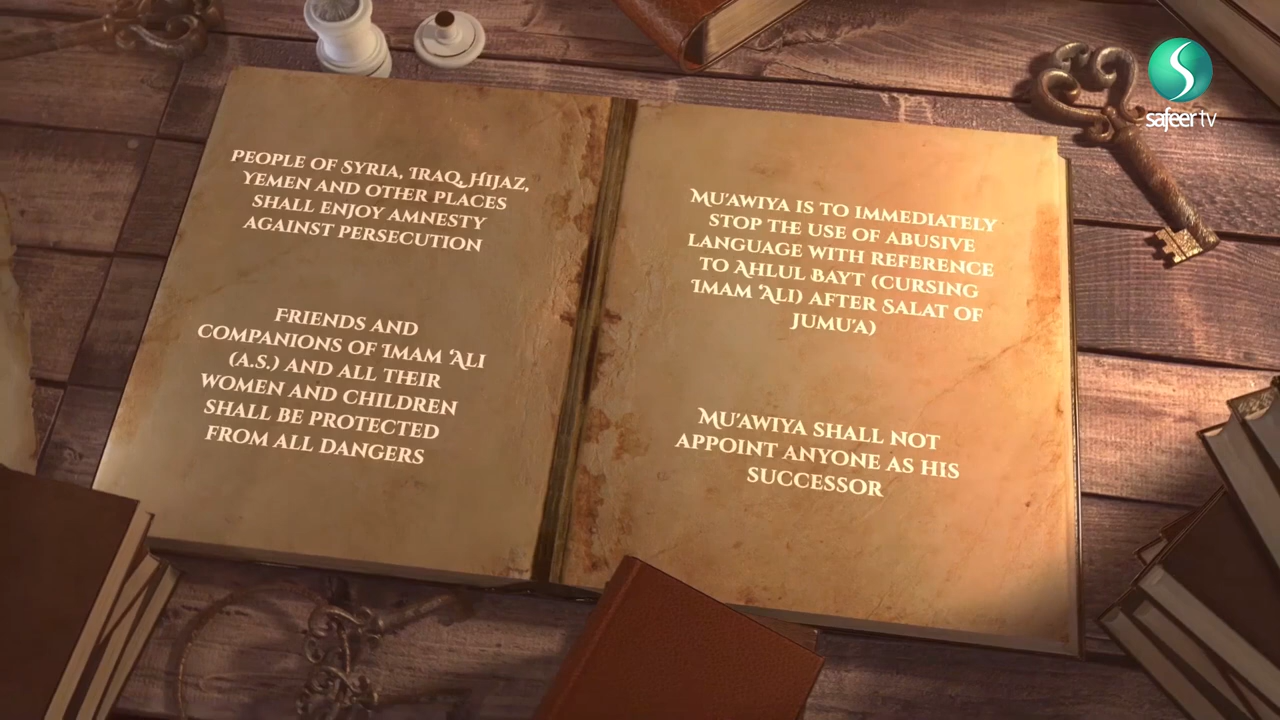 People of Syria, Iraq, Hijaz,
Yemen and other places
shall enjoy amnesty
against persecution
Friends and
companions of Imam 'Ali
(a.s.) and all their
women and children
shall be protected
from all dangers
Mu'awiya is to immediately
stop the use of abusive
language with reference
to Ahlul Bayt (cursing
Imam 'Ali) after Salat of
Jumu'a)
Mu'awiya shall not
appoint anyone as his
successor
safeer tv